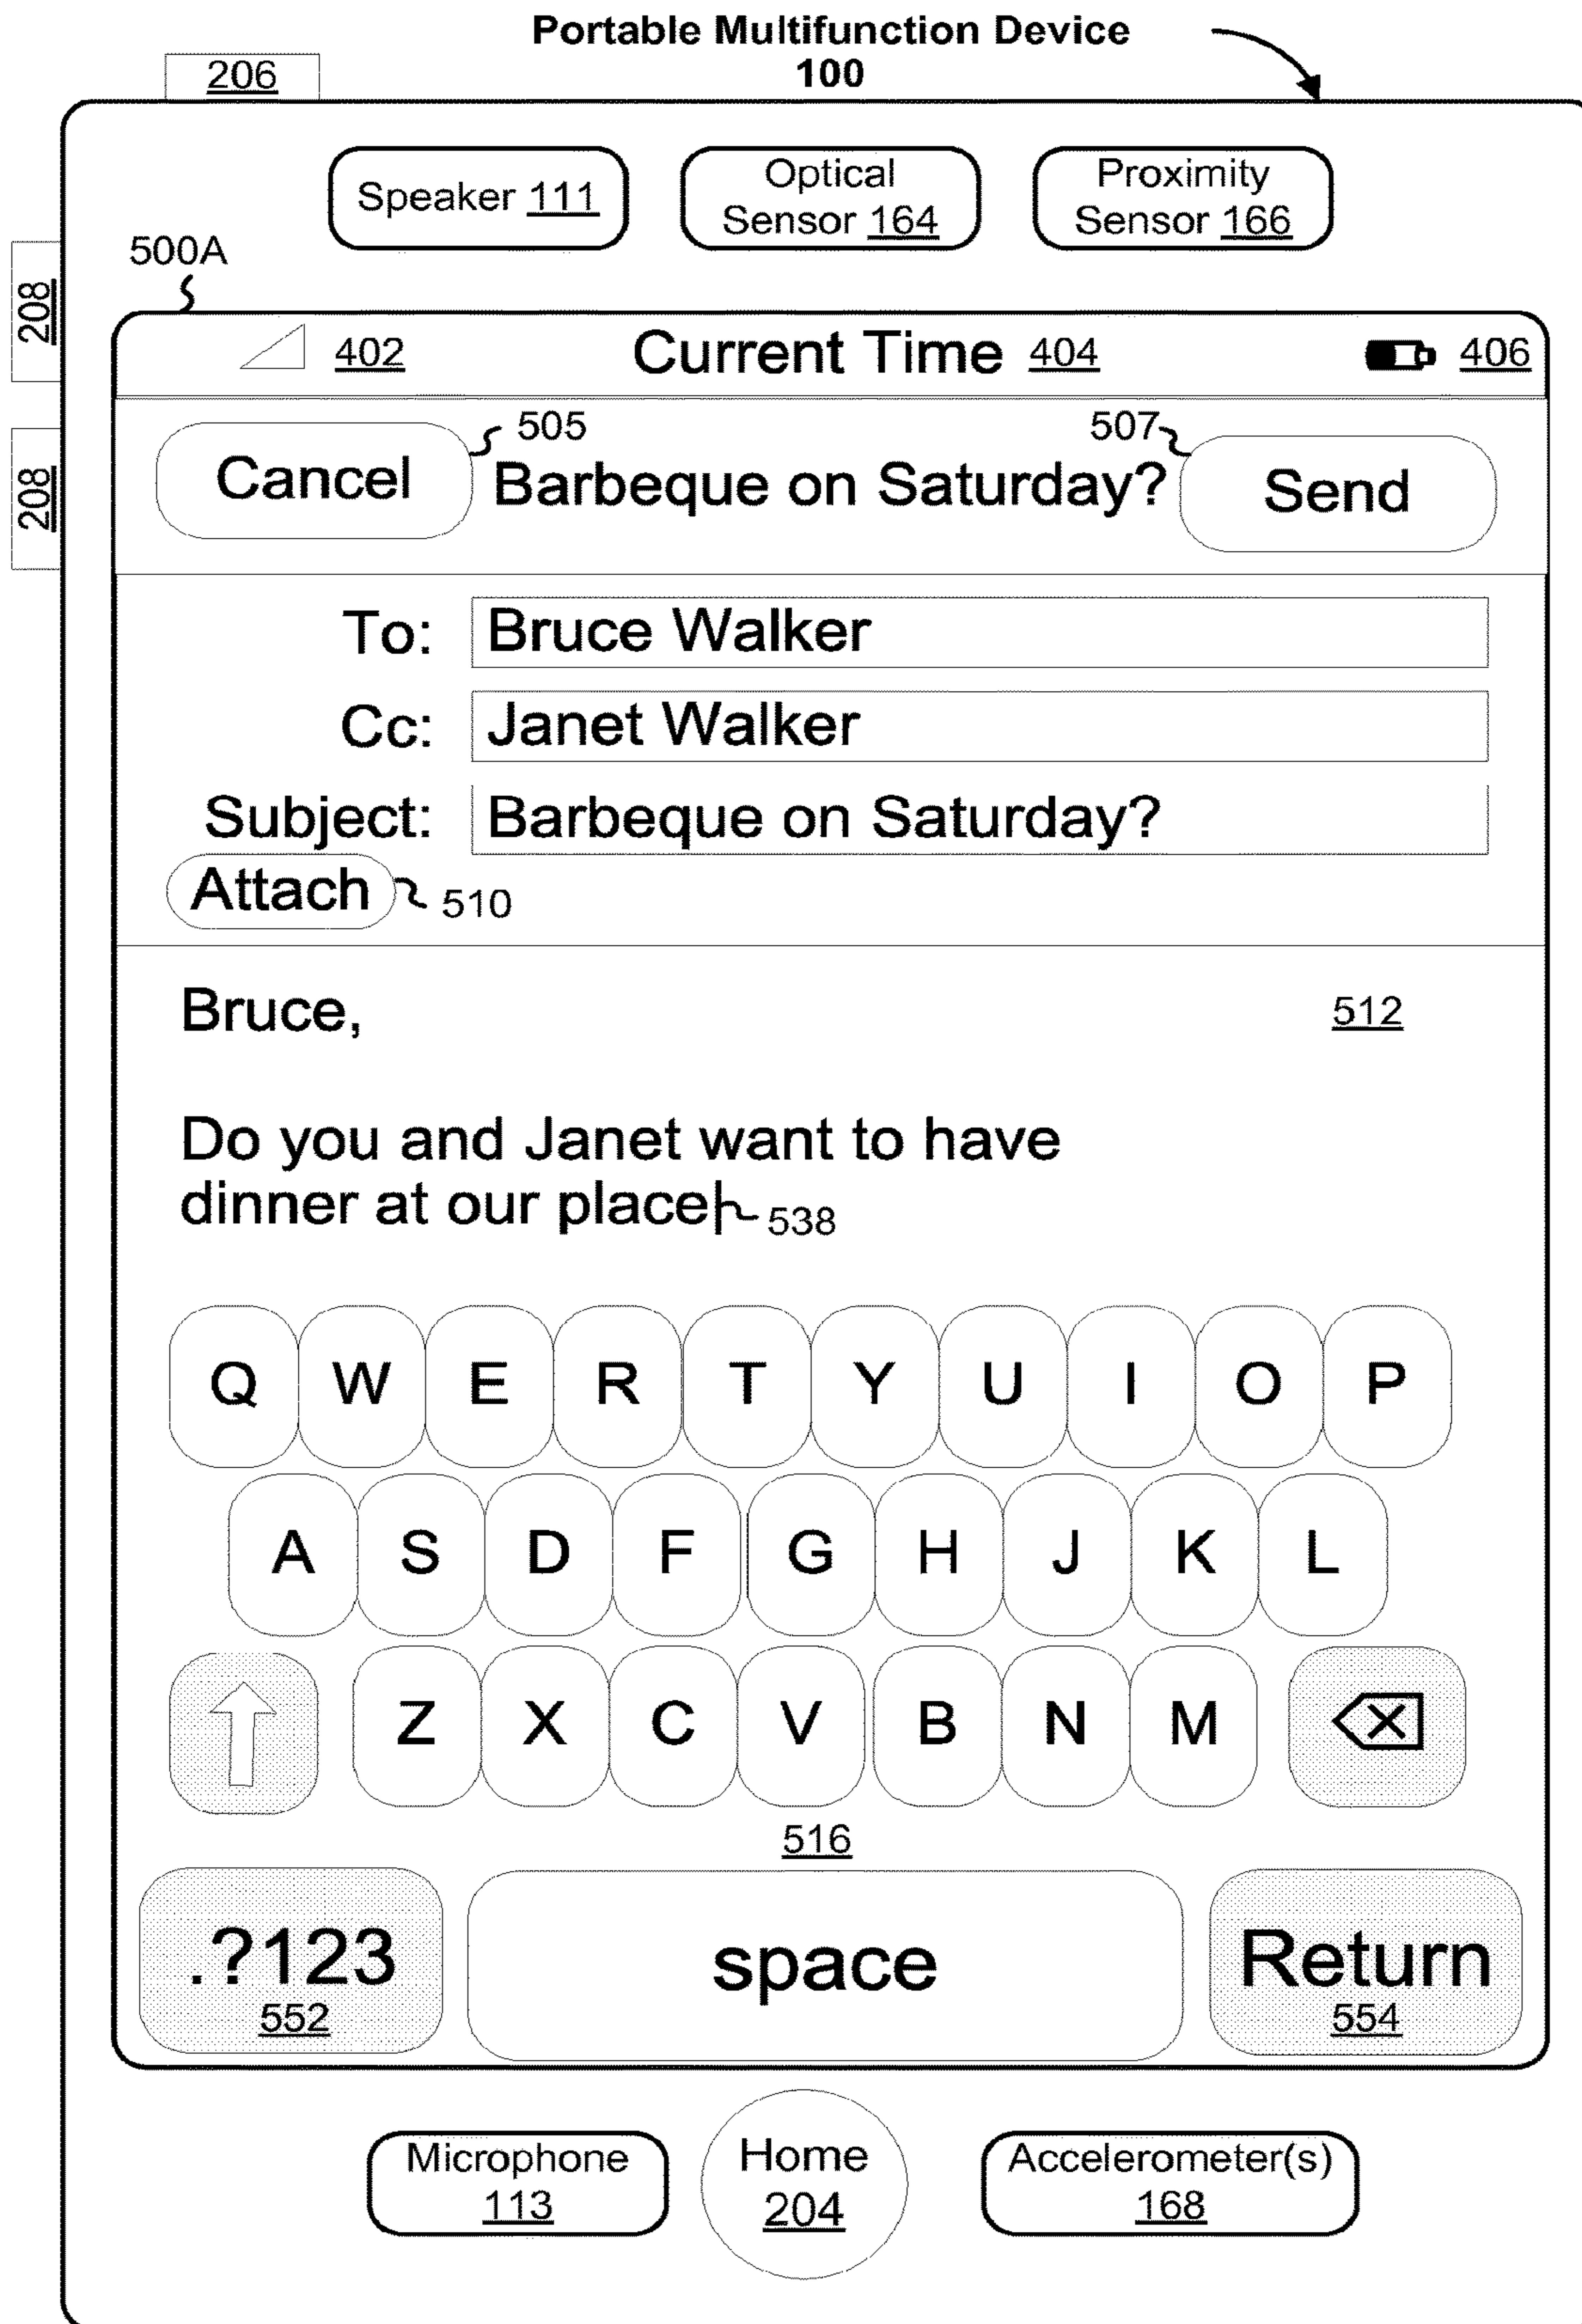 Portable Multifunction Device
100
206
Speaker 111
Optical
Sensor 164
Proximity
Sensor 166
500A
208
208
402 Current Time 404 406
505 507
Cancel Barbeque on Saturday? Send
To: Bruce Walker
Cc: Janet Walker
Subject: Barbeque on Saturday?
Attach 510
Bruce, 512
Do you and Janet want to have
dinner at our place 538
Q W E R T Y U I O P
A S D F G H J K L
Z X C V B N M
516
.?123 space Return
552 554
Microphone
113
Home
204
Accelerometer(s)
168